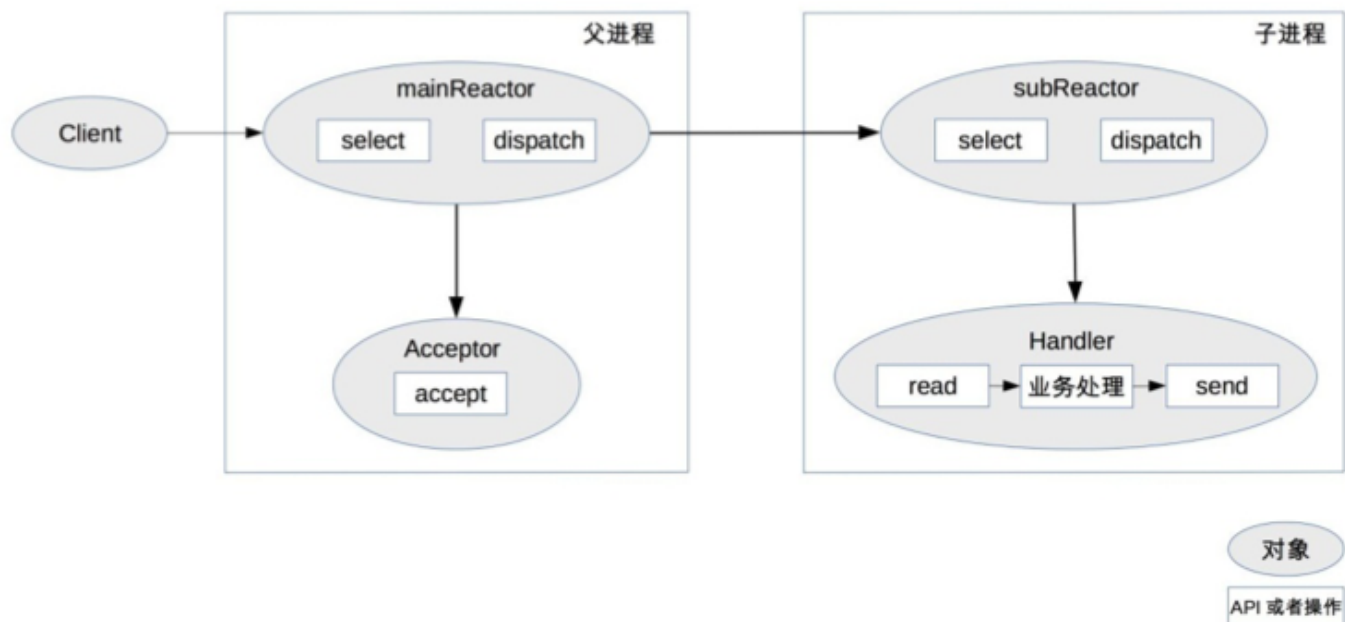 父进程
子进程
Client
mainReactor
select
dispatch
subReactor
select
dispatch
Acceptor
accept
Handler
read
业务处理
send
对象
API 或者操作